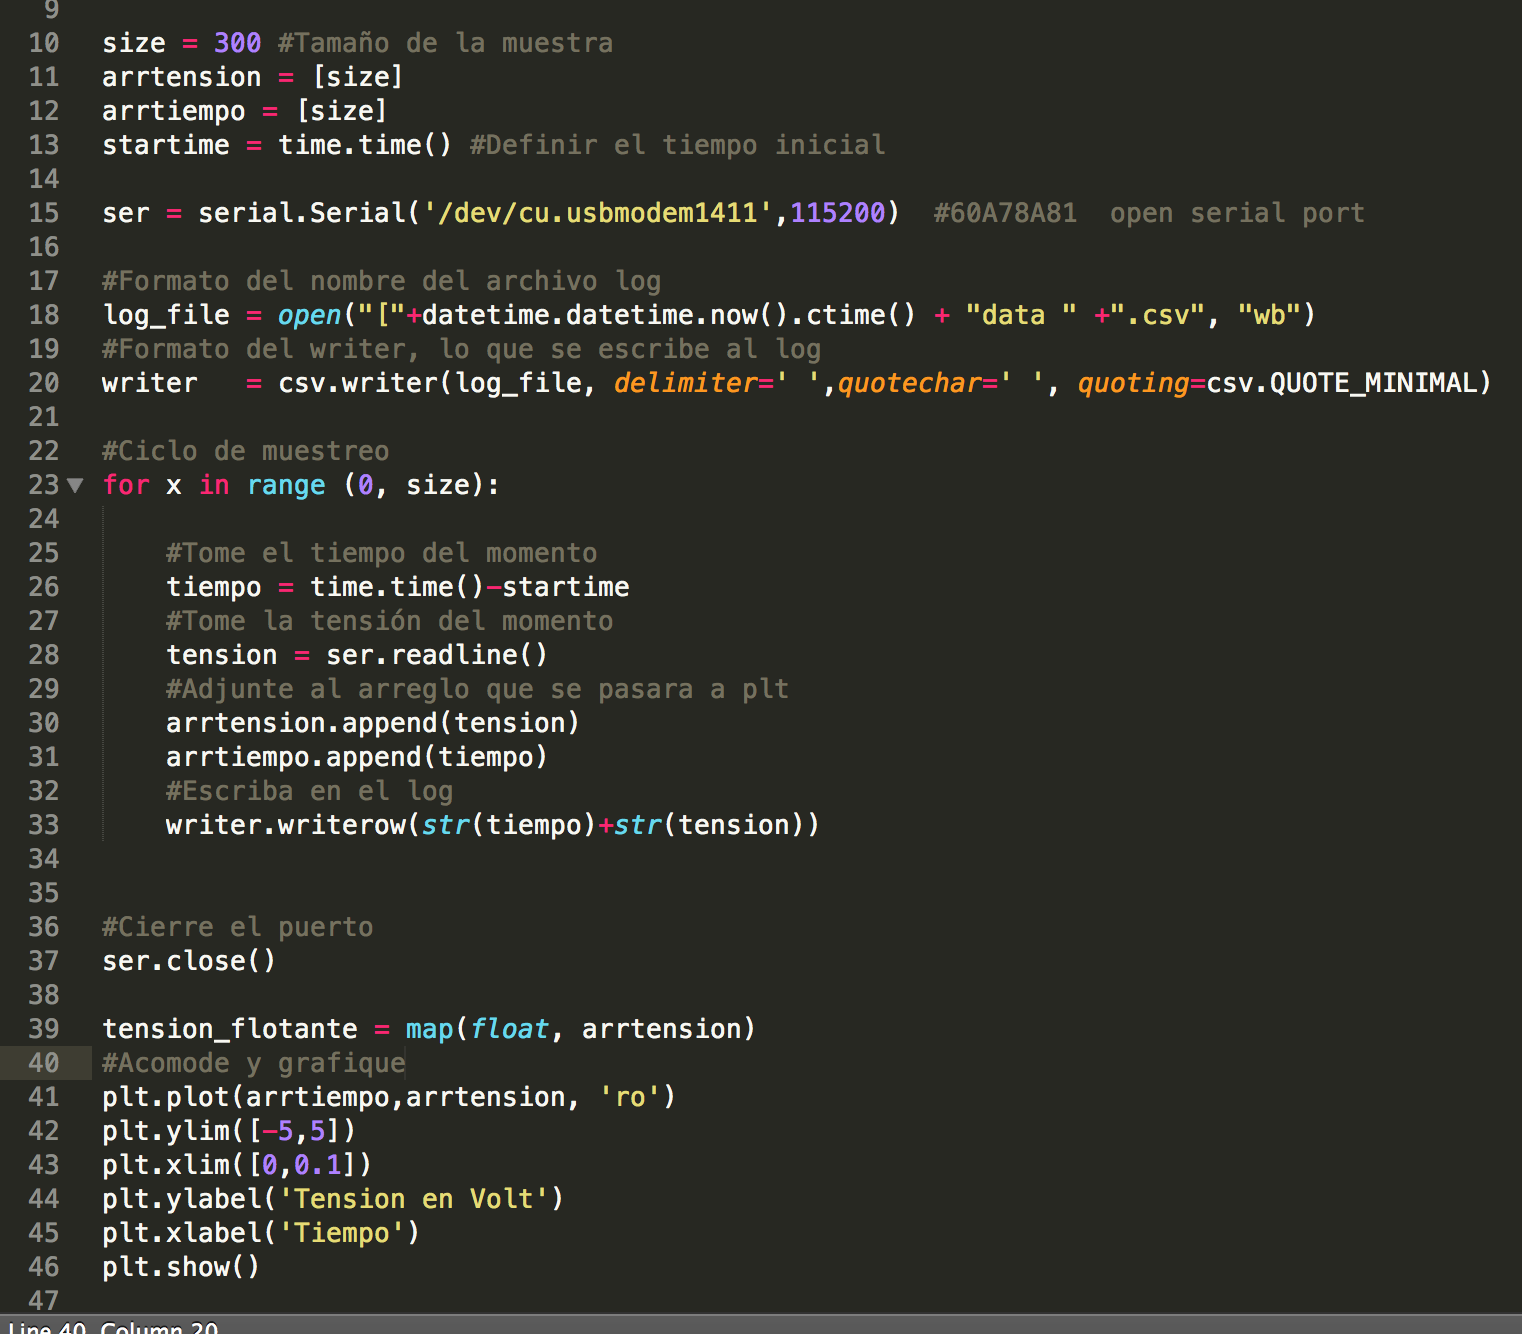 9
10 size = 300 #Tamaño de la muestra
11 arrtension = [size]
12 arrtiempo = [size]
13 startime = time.time() #Definir el tiempo inicial
14
15 ser = serial.Serial('/dev/cu.usbmodem1411',115200)  #60A78A81  open serial port
16
17 #Formato del nombre del archivo log
18 log_file = open("["+datetime.datetime.now().ctime() + "data " +".csv", "wb")
19 #Formato del writer, lo que se escribe al log
20 writer   = csv.writer(log_file, delimiter=' ',quotechar=' ', quoting=csv.QUOTE_MINIMAL)
21
22 #Ciclo de muestreo
23 for x in range (0, size):
24
25     #Tome el tiempo del momento
26     tiempo = time.time()-startime
27     #Tome la tensión del momento
28     tension = ser.readline()
29     #Adjunte al arreglo que se pasara a plt
30     arrtension.append(tension)
31     arrtiempo.append(tiempo)
32     #Escriba en el log
33     writer.writerow(str(tiempo)+str(tension))
34
35
36 #Cierre el puerto
37 ser.close()
38
39 tension_flotante = map(float, arrtension)
40 #Acomode y grafique
41 plt.plot(arrtiempo,arrtension, 'ro')
42 plt.ylim([-5,5])
43 plt.xlim([0,0.1])
44 plt.ylabel('Tension en Volt')
45 plt.xlabel('Tiempo')
46 plt.show()
47
Line 40, Column 20